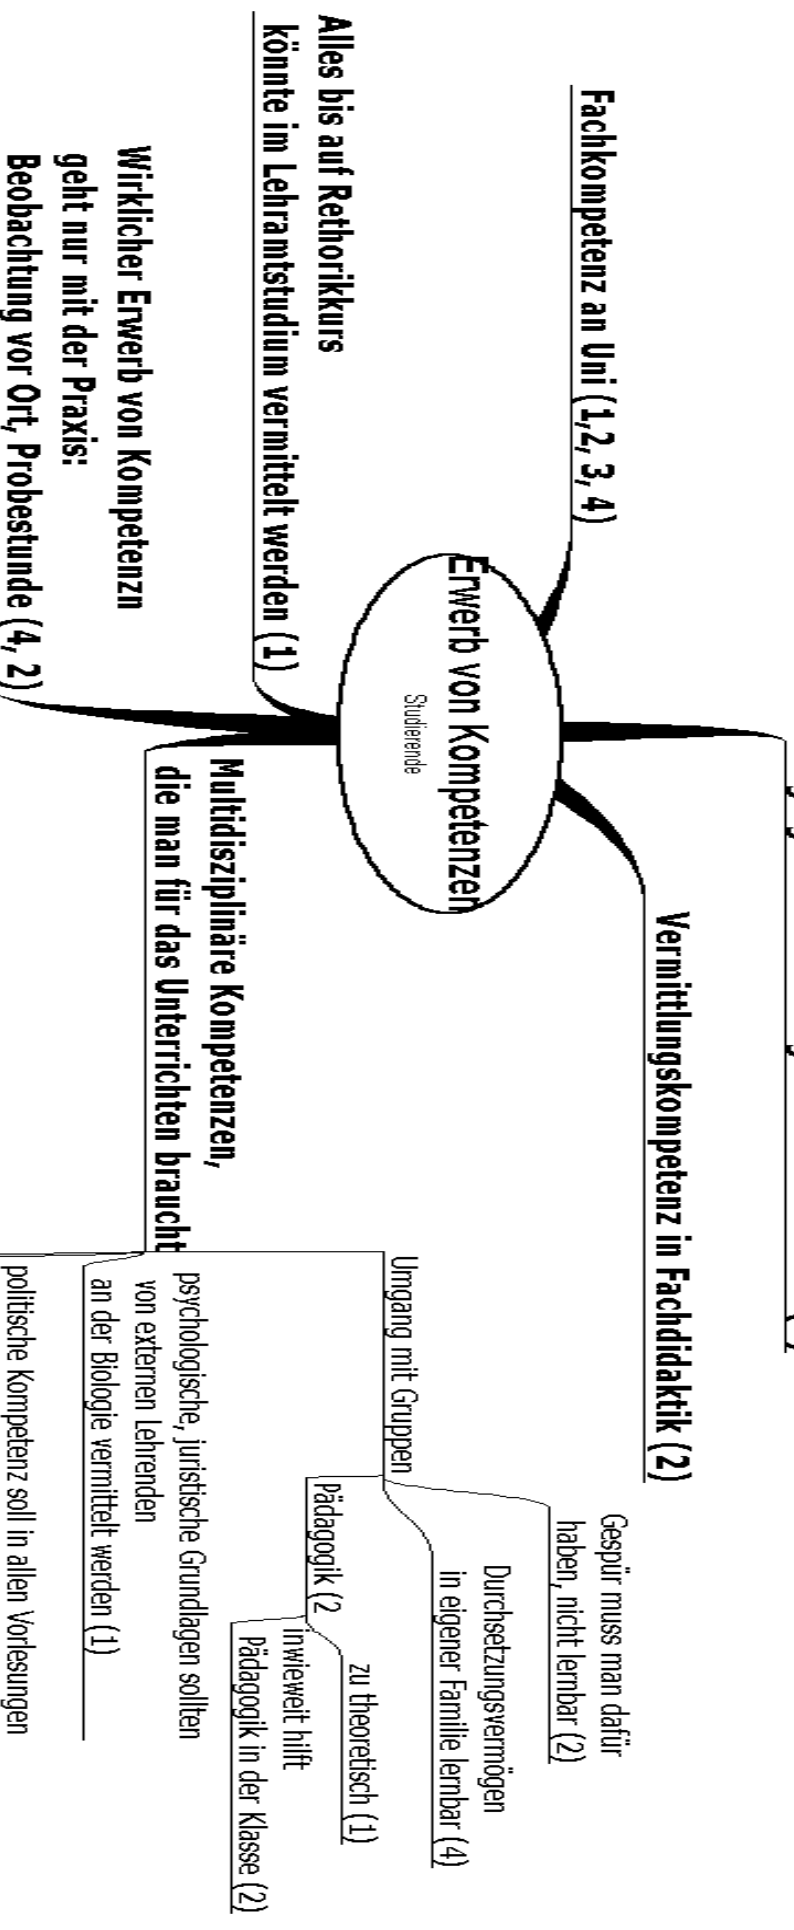 Fachkompetenz an Uni (1,2, 3, 4)
Alles bis auf Rethorikkurs
könnte im Lehramtstudium vermittelt werden (1)
Wirklicher Erwerb von Kompetenzn
geht nur mit der Praxis:
Beobachtung vor Ort, Probestunde (4, 2)
Erwerb von Kompetenzen
Studierende
Vermittlungskompetenz in Fachdidaktik (2)
Multidisziplinäre Kompetenzen,
die man für das Unterrichten braucht
Umgang mit Gruppen
Gespür muss man dafür
haben, nicht lernbar (2)
Durchsetzungsvermögen
in eigener Familie lernbar (4)
Pädagogik (2
zu theoretisch (1)
inwieweit hilft
Pädagogik in der Klasse (2)
psychologische, juristische Grundlagen sollten
von externen Lehrenden
an der Biologie vermittelt werden (1)
politische Kompetenz soll in allen Vorlesungen